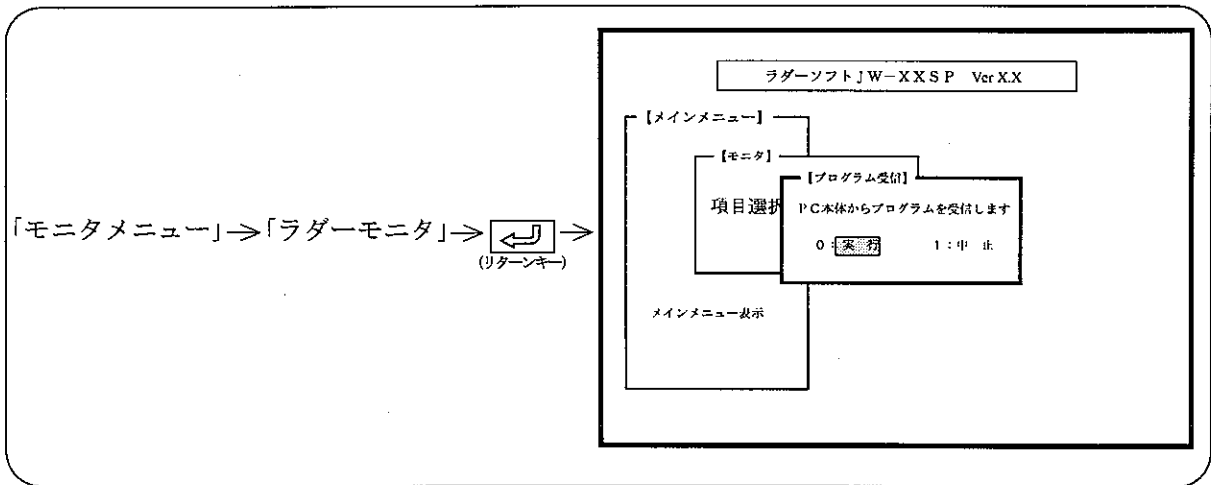 「モニタメニュー」→「ラダーモニタ」→ →
(リターンキー)
ラダーソフトJW－XXSP Ver X.X
【メインメニュー】
【モニタ】
項目選択
【プログラム受信】
PC本体からプログラムを受信します
0：実 行 1：中 止
メインメニュー表示